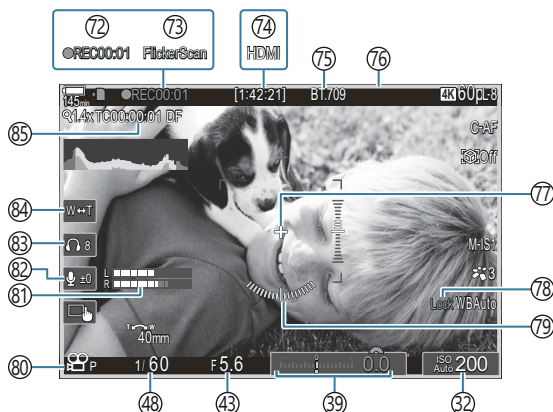 72 73 74
●REC00:01 FlickerScan HDMI
75 76
145min ●REC00:01 [1:42:21] BT.709 4K 60p L-8
85 1.4x TC00:00:01 DF
C-AF
Off
77
84 W↔T
83 8
M-IS1
82 ±0
3
81 L
R
78
Lock WBAuto
79
T W
40mm
80 P 1/60 F5.6 0 0.0 ISO Auto 200
48 43 39 32